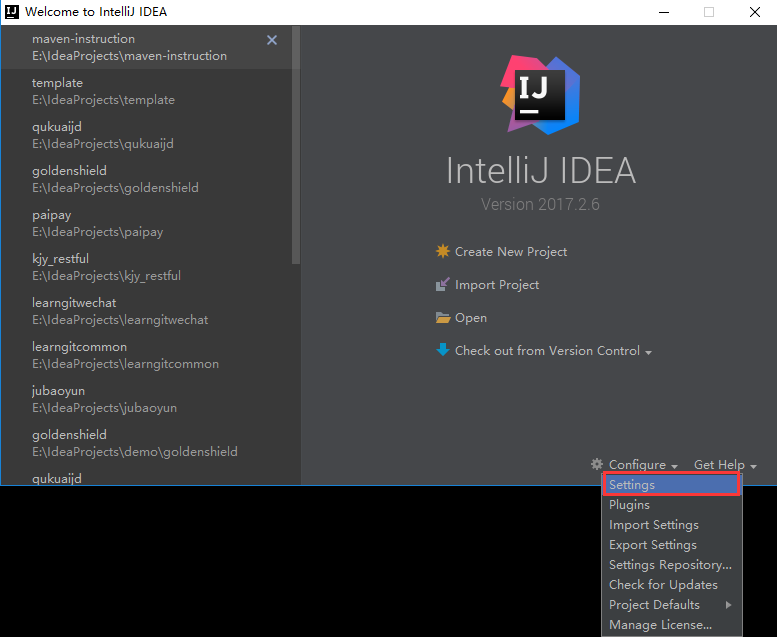 Welcome to IntelliJ IDEA
maven-instruction
E:\IdeaProjects\maven-instruction
template
E:\IdeaProjects\template
qukuaijd
E:\IdeaProjects\qukuaijd
goldenshield
E:\IdeaProjects\goldenshield
paipay
E:\IdeaProjects\paipay
kjy_restful
E:\IdeaProjects\kjy_restful
learngitwechat
E:\IdeaProjects\learngitwechat
learngitcommon
E:\IdeaProjects\learngitcommon
jubaoyun
E:\IdeaProjects\jubaoyun
goldenshield
E:\IdeaProjects\demo\goldenshield
qukuaijd
IJ
IntelliJ IDEA
Version 2017.2.6
Create New Project
Import Project
Open
Check out from Version Control
Configure Get Help
Settings
Plugins
Import Settings
Export Settings
Settings Repository...
Check for Updates
Project Defaults
Manage License...